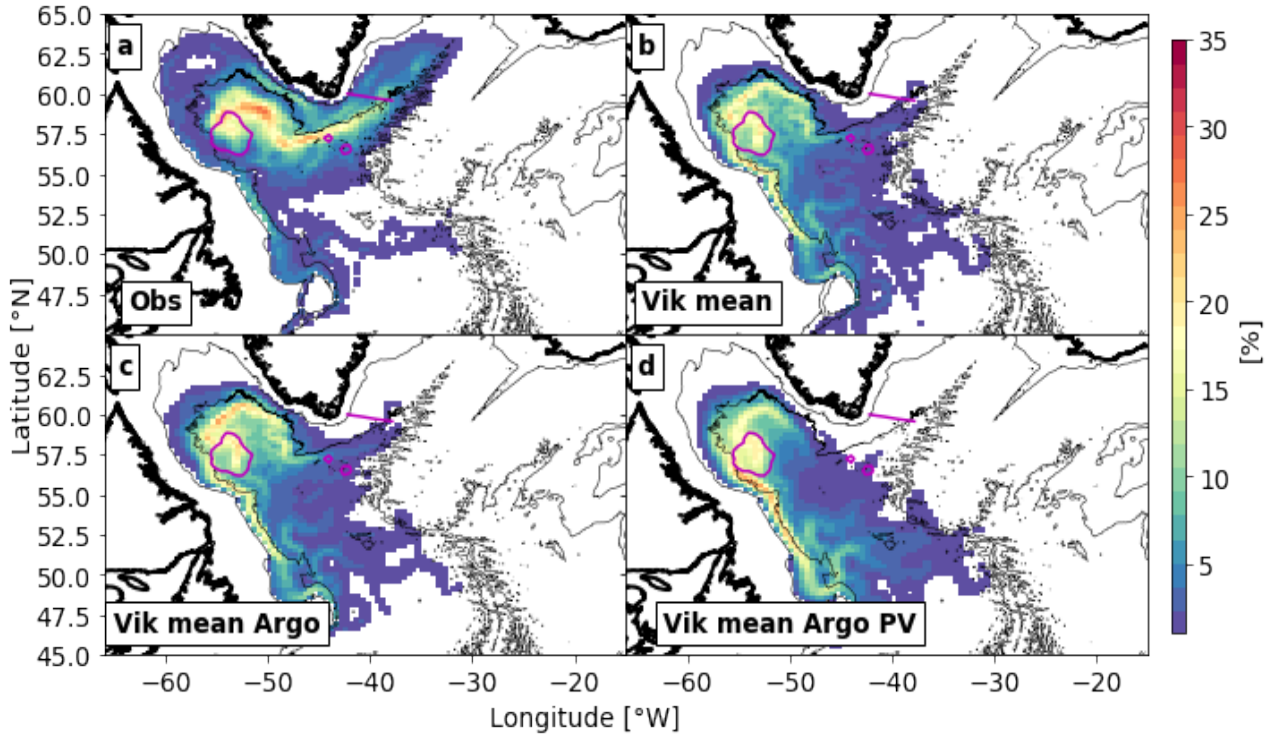 65.0
62.5
60.0
57.5
55.0
52.5
50.0
47.5
a
Obs
b
Vik mean
62.5
60.0
57.5
55.0
52.5
50.0
47.5
45.0
c
Vik mean Argo
d
Vik mean Argo PV
Latitude [°N]
−60 −50 −40 −30 −20
−60 −50 −40 −30 −20
Longitude [°W]
35
30
25
20
15
10
5
[%]